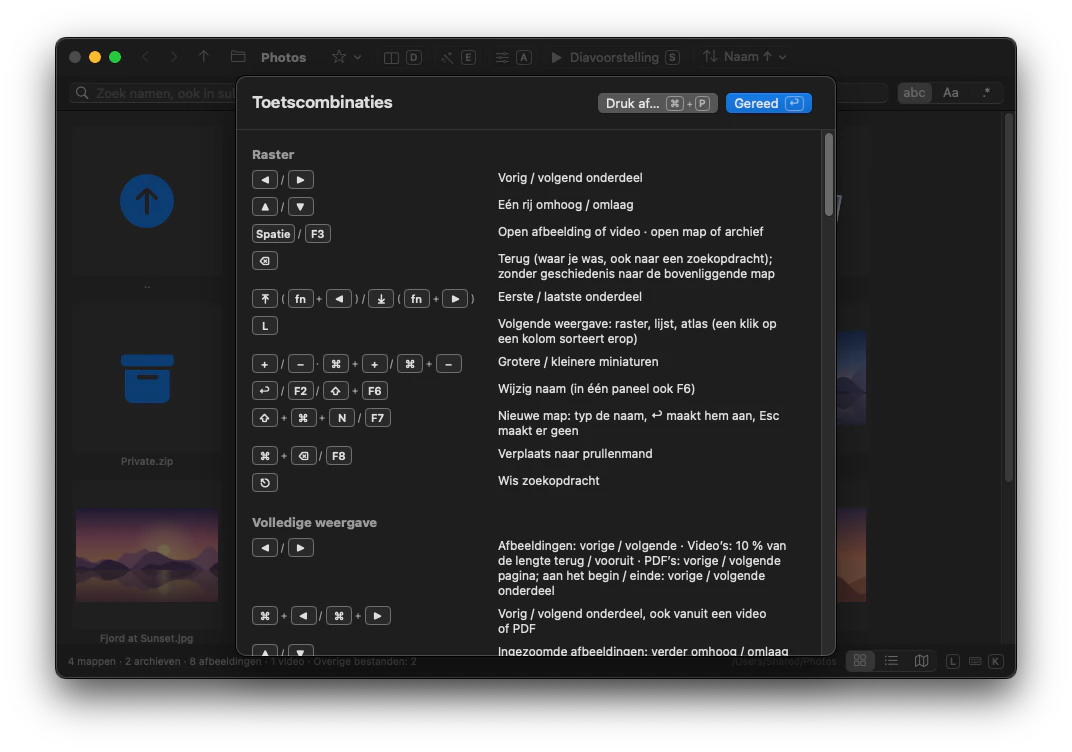 Photos
D
E
A
Diavoorstelling S
Naam
Zoek namen, ook in sul
abc
Aa
.*
Toetscombinaties
Druk af... ⌘ + P
Gereed ↩
Raster
◀ / ▶ Vorig / volgend onderdeel
▲ / ▼ Eén rij omhoog / omlaag
Spatie / F3 Open afbeelding of video · open map of archief
⌫ Terug (waar je was, ook naar een zoekopdracht);
zonder geschiedenis naar de bovenliggende map
⤒ ( fn + ◀ ) / ⤓ ( fn + ▶ ) Eerste / laatste onderdeel
L Volgende weergave: raster, lijst, atlas (een klik op
een kolom sorteert erop)
+ / − · ⌘ + + / ⌘ + − Grotere / kleinere miniaturen
↩ / F2 / ⇧ + F6 Wijzig naam (in één paneel ook F6)
⇧ + ⌘ + N / F7 Nieuwe map: typ de naam, ↩ maakt hem aan, Esc
maakt er geen
⌘ + ⌫ / F8 Verplaats naar prullenmand
⎋ Wis zoekopdracht
Volledige weergave
◀ / ▶ Afbeeldingen: vorige / volgende · Video's: 10 % van
de lengte terug / vooruit · PDF's: vorige / volgende
pagina; aan het begin / einde: vorige / volgende
onderdeel
⌘ + ◀ / ⌘ + ▶ Vorig / volgend onderdeel, ook vanuit een video
of PDF
▲ / ▼ Ingezoomde afbeeldingen: verder omhoog / omlaag
..
Private.zip
Fjord at Sunset.jpg
4 mappen · 2 archieven · 8 afbeeldingen · 1 video · Overige bestanden: 2
/Users/Shared/Photos
L
K